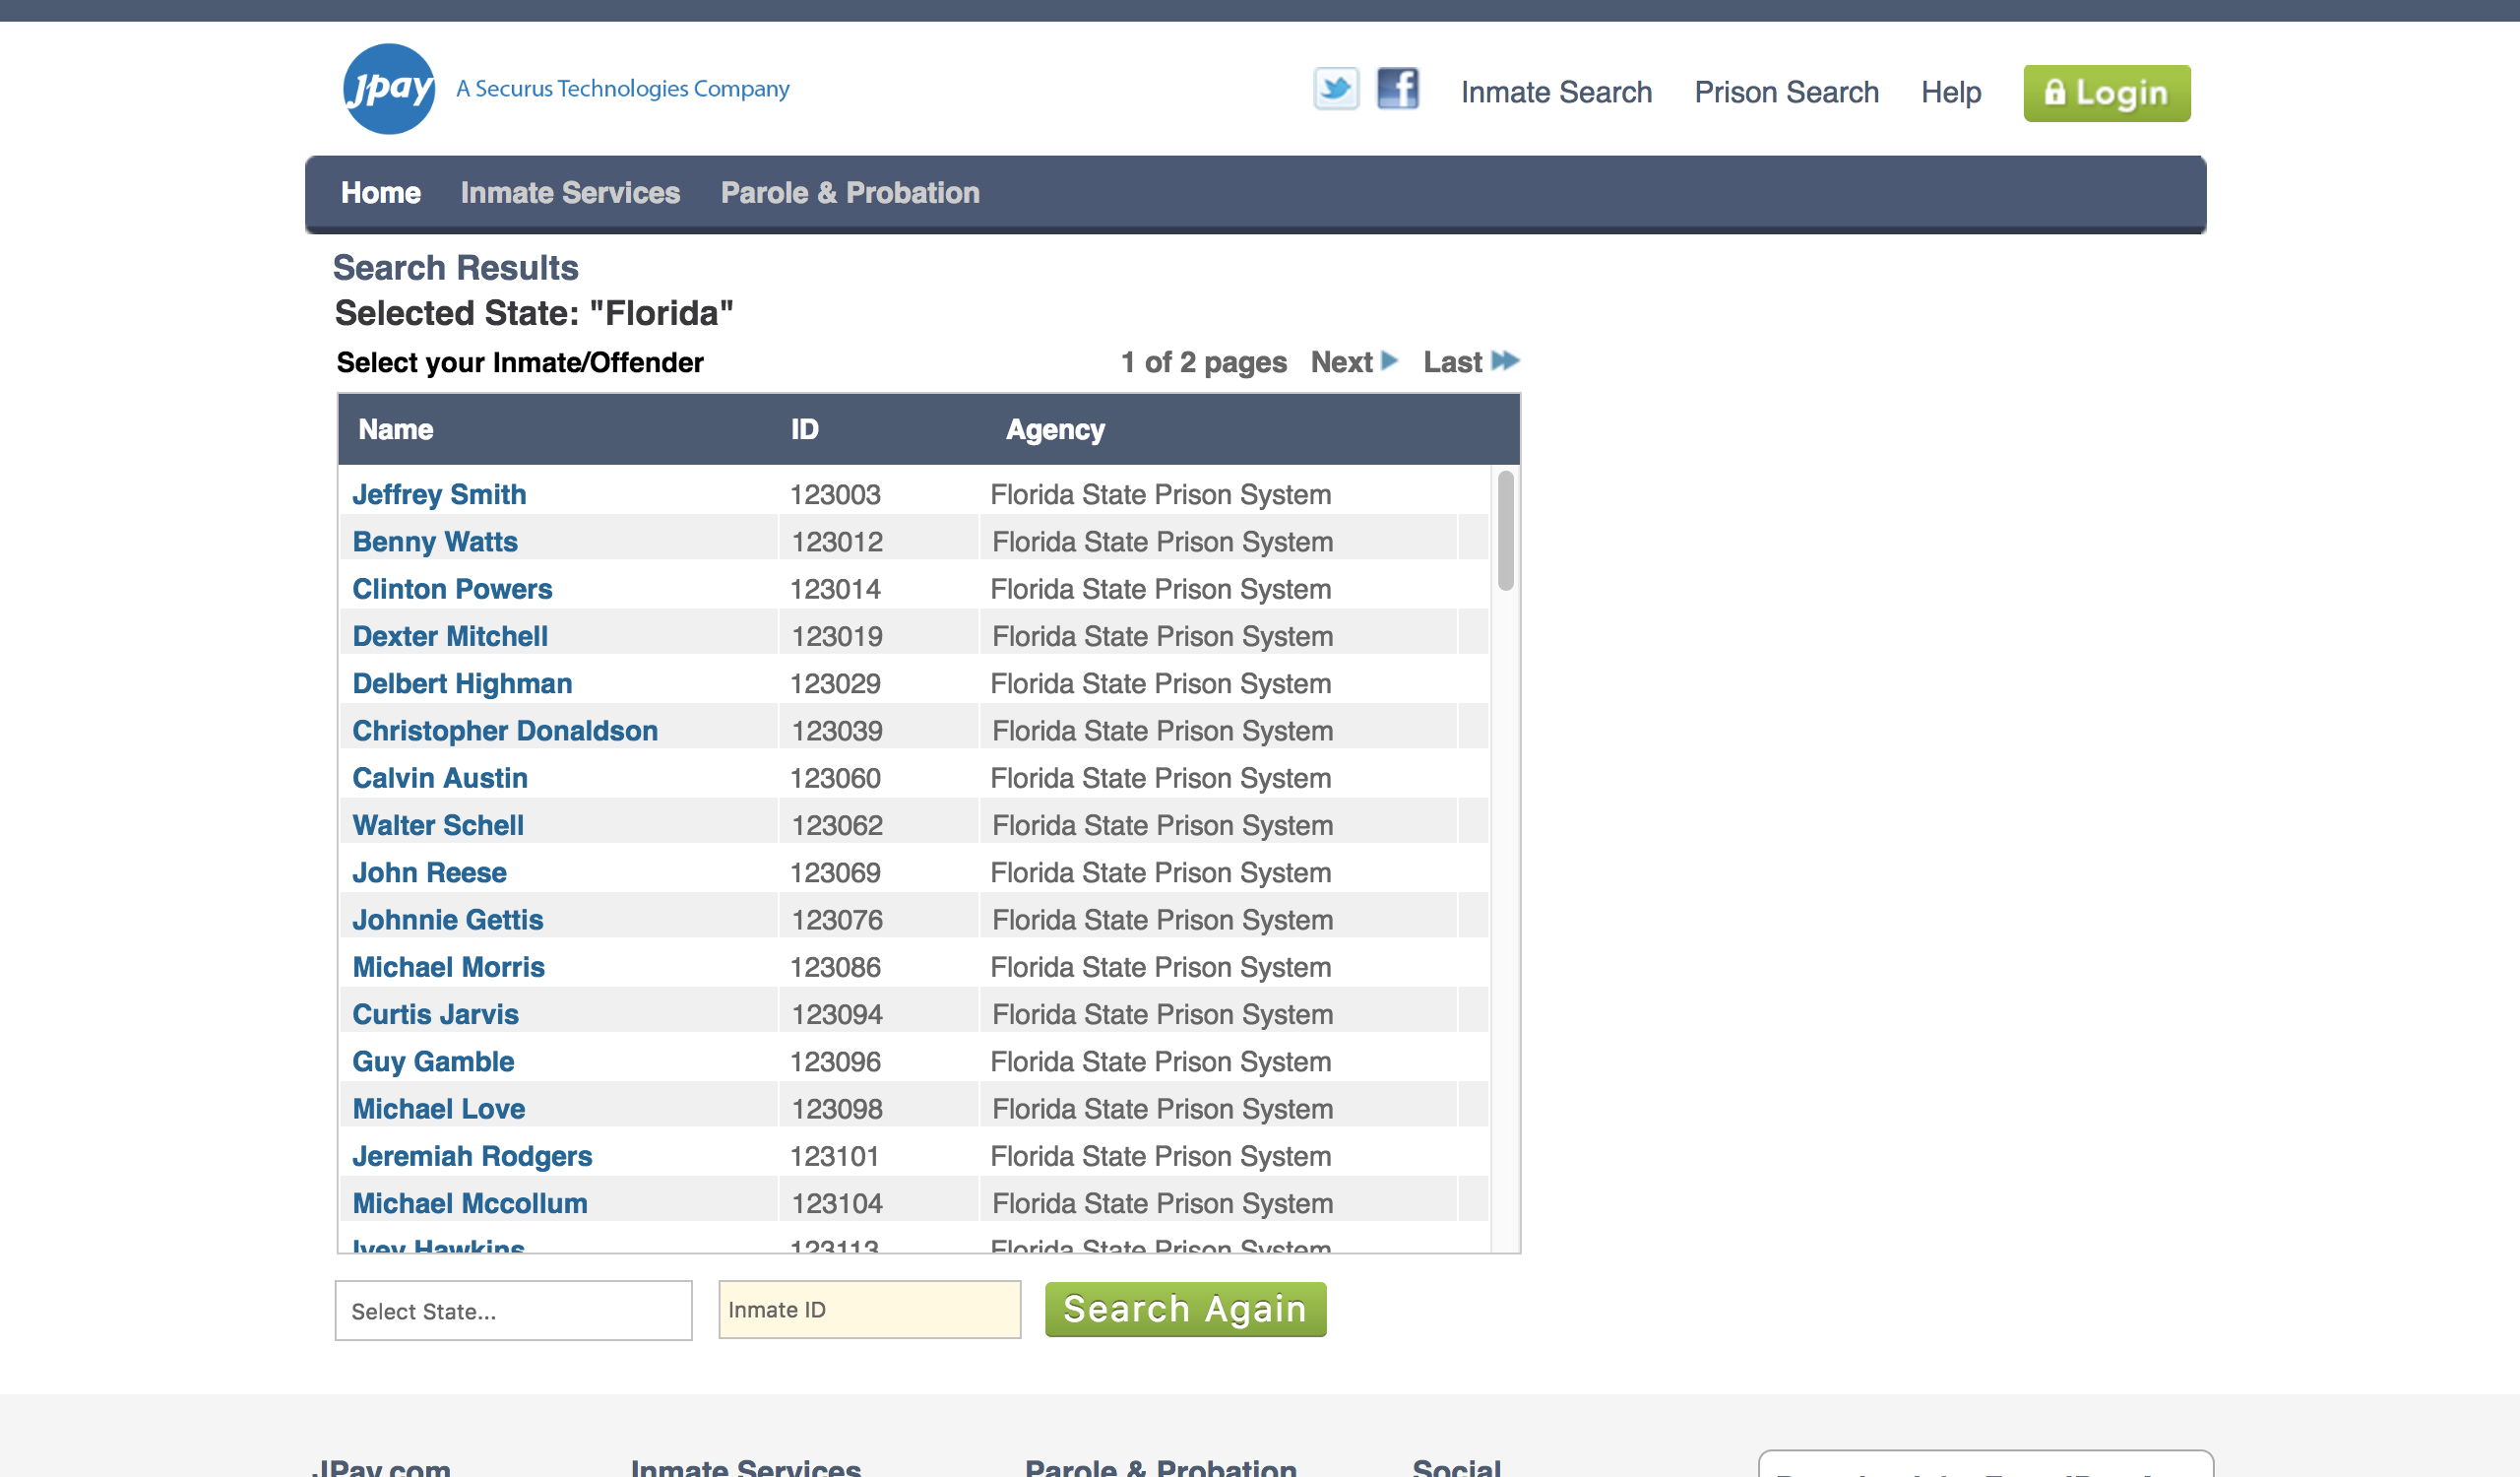 Jpay A Securus Technologies Company
Inmate Search Prison Search Help Login
Home Inmate Services Parole & Probation
Search Results
Selected State: "Florida"
Select your Inmate/Offender 1 of 2 pages Next Last
Name ID Agency
Jeffrey Smith 123003 Florida State Prison System
Benny Watts 123012 Florida State Prison System
Clinton Powers 123014 Florida State Prison System
Dexter Mitchell 123019 Florida State Prison System
Delbert Highman 123029 Florida State Prison System
Christopher Donaldson 123039 Florida State Prison System
Calvin Austin 123060 Florida State Prison System
Walter Schell 123062 Florida State Prison System
John Reese 123069 Florida State Prison System
Johnnie Gettis 123076 Florida State Prison System
Michael Morris 123086 Florida State Prison System
Curtis Jarvis 123094 Florida State Prison System
Guy Gamble 123096 Florida State Prison System
Michael Love 123098 Florida State Prison System
Jeremiah Rodgers 123101 Florida State Prison System
Michael Mccollum 123104 Florida State Prison System
Ivey Hawkins 123113 Florida State Prison System
Select State... Inmate ID Search Again
JPay.com Inmate Services Parole & Probation Social